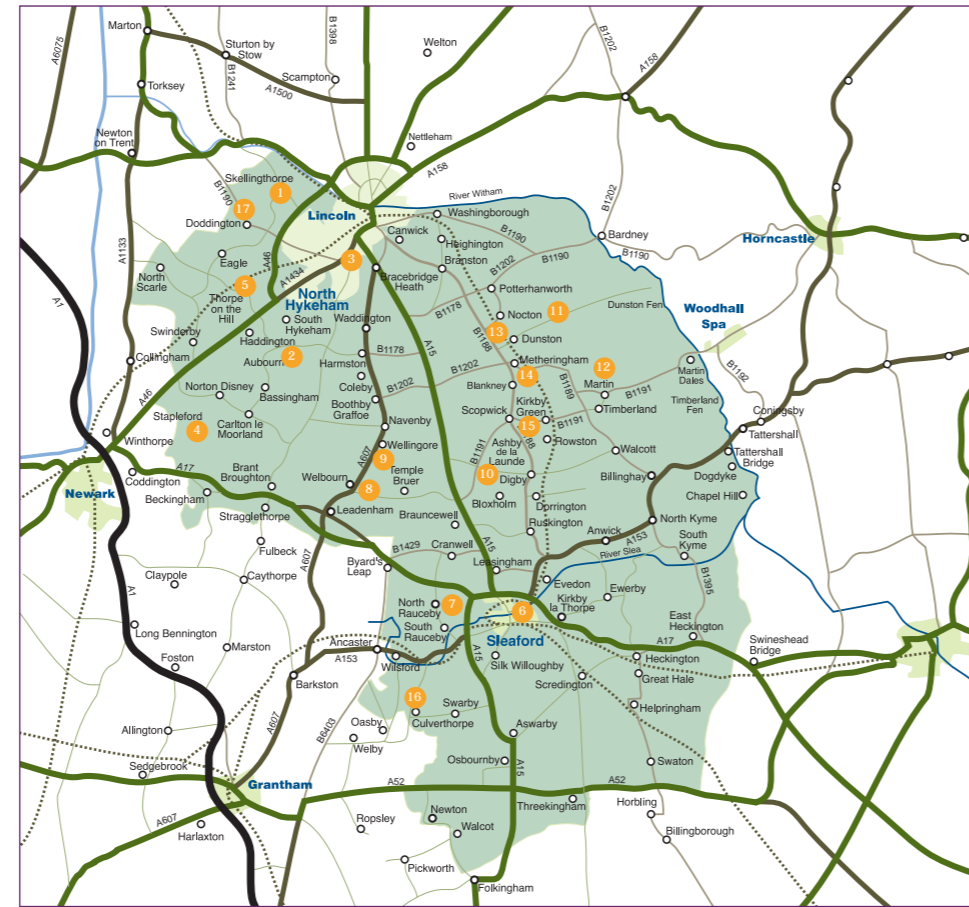 Marton
A6075
Sturton by
Stow
B1241
A1500
Scampton
B1398
Welton
B1202
A158
Torksey
Newton
on Trent
Nettleham
A158
Skellingthorpe
1
B1190
17
Doddington
Lincoln
River Witham
Washingborough
Canwick
Heighington
Branston
B1190
B1202
B1190
Bardney
B1190
B1202
Horncastle
A1133
Eagle
A46
3
A1434
North
Scarle
5
Thorpe
on the
Hill
North
Hykeham
Bracebridge
Heath
Potterhanworth
Dunston Fen
A1
South
Hykeham
Waddington
B1178
Nocton
11
Woodhall
Spa
Swinderby
Haddington
Aubourn
2
A15
B1188
13
Dunston
Collingham
B1178
Harmston
Coleby
B1202
B1202
Metheringham
14
12
Martin
Martin
Dales
B1192
A46
Norton Disney
Bassingham
Boothby
Graffoe
Blankney
B1189
B1191
Timberland
Timberland
Fen
Stapleford
4
Carlton le
Moorland
Navenby
Scopwick
Kirkby
Green
15
B1191
Coningsby
Tattershall
Winthorpe
Wellingore
9
A607
B1191
Ashby
de la
Launde
88
Rowston
Walcott
Tattershall
Bridge
A17
Coddington
Newark
Beckingham
Brant
Broughton
Welbourn
8
Temple
Bruer
10
Digby
Billinghay
Dogdyke
Chapel Hill
Stragglethorpe
Leadenham
Brauncewell
Bloxholm
Dorrington
Ruskington
Anwick
North Kyme
A153
Fulbeck
A607
B1429
Cranwell
A15
Leasingham
River Slea
South
Kyme
Claypole
Caythorpe
Byard's
Leap
Evedon
Ewerby
B1395
A1
North
Rauceby
7
6
Kirkby
la Thorpe
East
Heckington
Long Bennington
South
Rauceby
Sleaford
Ancaster
A153
Wilsford
A15
Silk Willoughby
A17
Heckington
Swineshead
Bridge
Marston
Foston
Barkston
Scredington
Great Hale
16
Culverthorpe
Swarby
Helpringham
A607
B6403
Oasby
Welby
Allington
Aswarby
Sedgebrook
Osbournby
A15
Swaton
Grantham
A52
A52
Threekingham
Horbling
A607
Harlaxton
Ropsley
Newton
Walcot
Billingborough
Pickworth
Folkingham